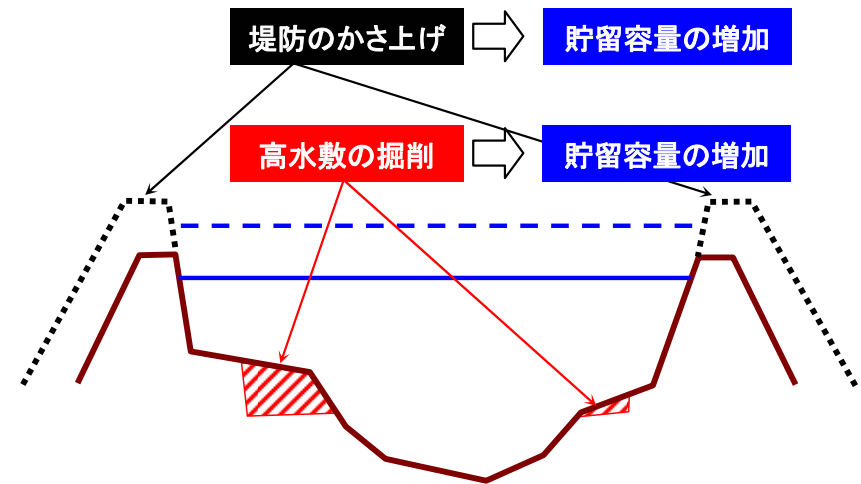 堤防のかさ上げ
貯留容量の増加
高水敷の掘削
貯留容量の増加